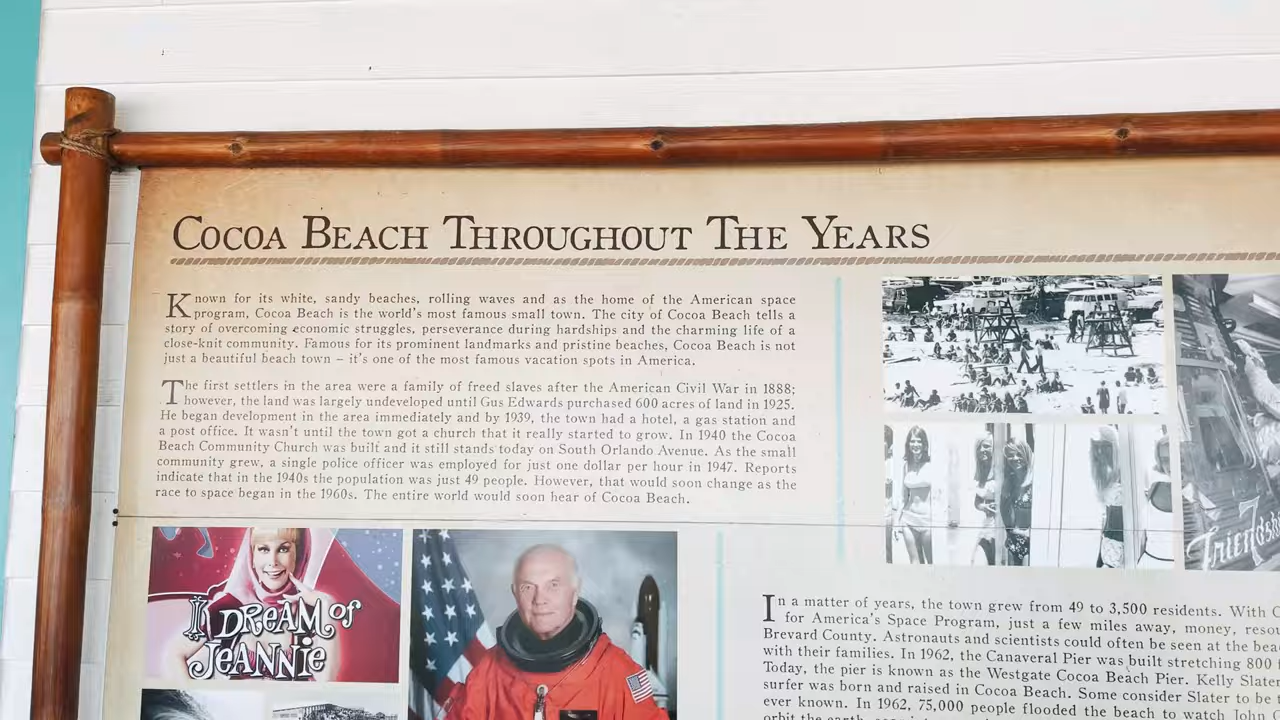 Cocoa Beach Throughout The Years
Known for its white, sandy beaches, rolling waves and as the home of the American space
program, Cocoa Beach is the world's most famous small town. The city of Cocoa Beach tells a
story of overcoming economic struggles, perseverance during hardships and the charming life of a
close-knit community. Famous for its prominent landmarks and pristine beaches, Cocoa Beach is not
just a beautiful beach town – it's one of the most famous vacation spots in America.
The first settlers in the area were a family of freed slaves after the American Civil War in 1888;
however, the land was largely undeveloped until Gus Edwards purchased 600 acres of land in 1925.
He began development in the area immediately and by 1939, the town had a hotel, a gas station and
a post office. It wasn't until the town got a church that it really started to grow. In 1940 the Cocoa
Beach Community Church was built and it still stands today on South Orlando Avenue. As the small
community grew, a single police officer was employed for just one dollar per hour in 1947. Reports
indicate that in the 1940s the population was just 49 people. However, that would soon change as the
race to space began in the 1960s. The entire world would soon hear of Cocoa Beach.
I DREAM OF
JEANNIE
Friendsh
In a matter of years, the town grew from 49 to 3,500 residents. With
for America's Space Program, just a few miles away, money,
Brevard County. Astronauts and scientists could often be seen at the
with their families. In 1962, the Canaveral Pier was built stretching 800
Today, the pier is known as the Westgate Cocoa Beach Pier. Kelly Slater
surfer was born and raised in Cocoa Beach. Some consider Slater to be
ever known. In 1962, 75,000 people flooded the beach to watch John
orbit the earth,